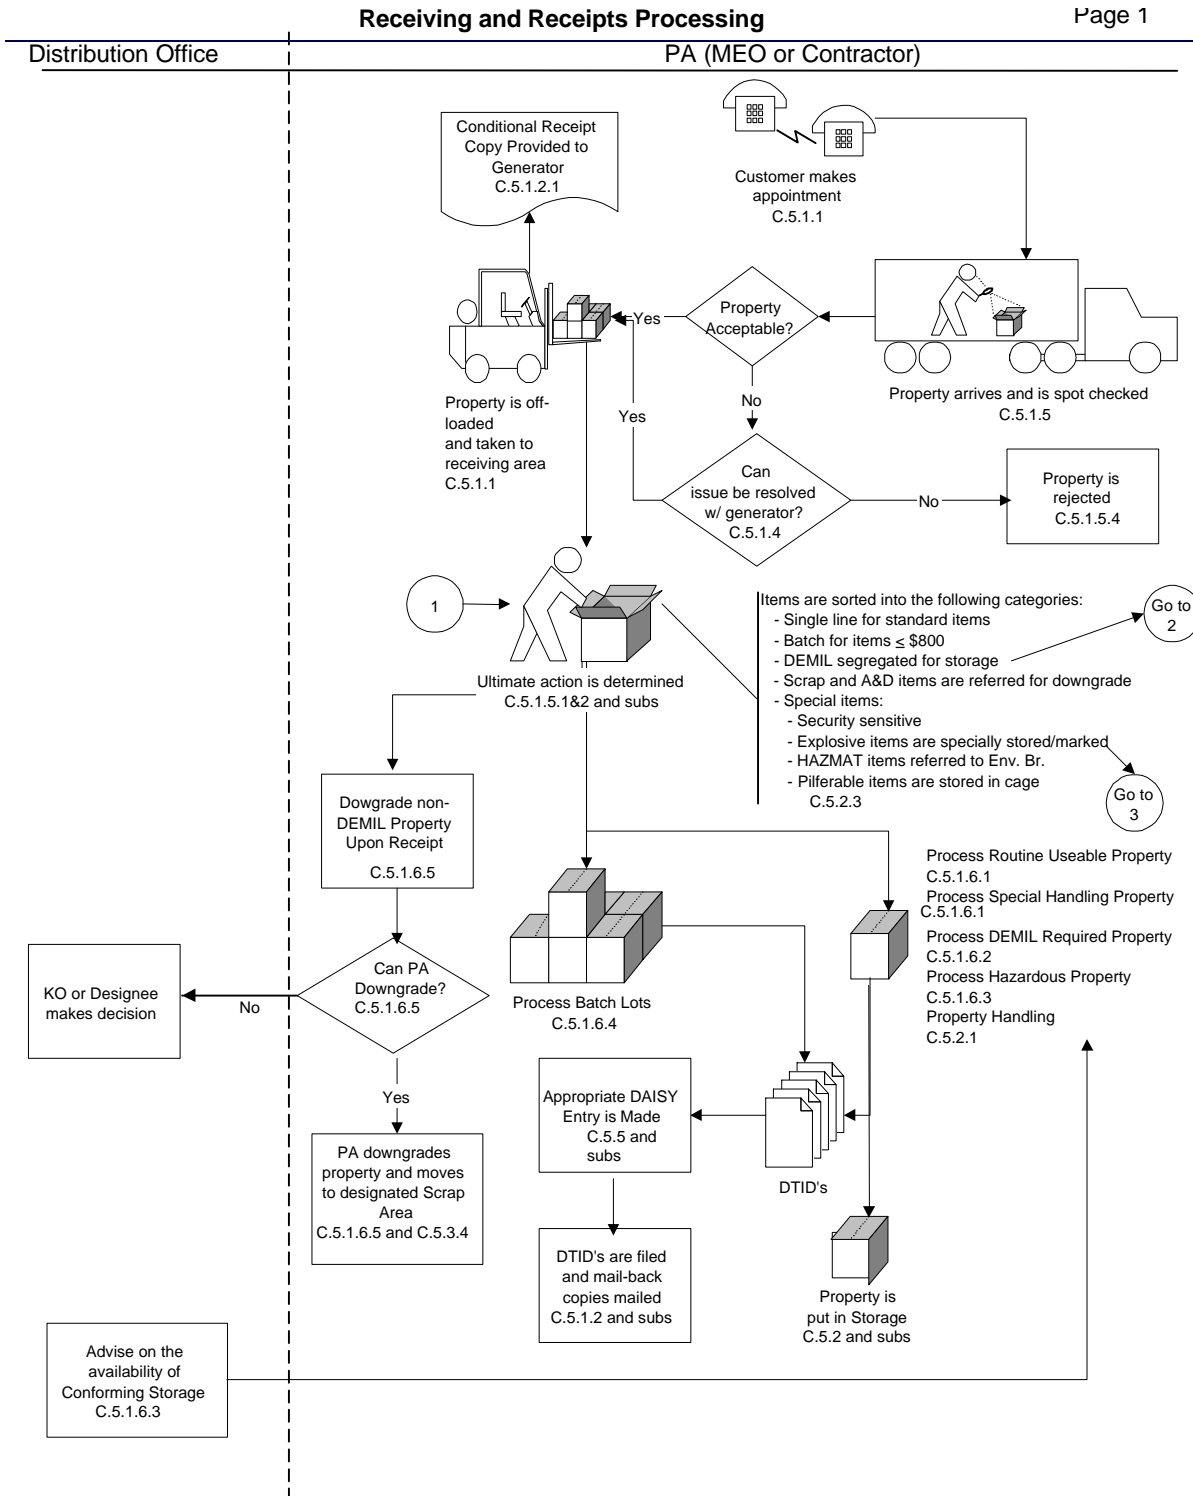 Receiving and Receipts Processing
Page 1
Distribution Office
PA (MEO or Contractor)
Conditional Receipt
Copy Provided to
Generator
C.5.1.2.1
Customer makes
appointment
C.5.1.1
Property
Acceptable?
Yes
No
Property arrives and is spot checked
C.5.1.5
Property is off-
loaded
and taken to
receiving area
C.5.1.1
Yes
Can
issue be resolved
w/ generator?
C.5.1.4
No
Property is
rejected
C.5.1.5.4
1
Ultimate action is determined
C.5.1.5.1&2 and subs
Items are sorted into the following categories:
- Single line for standard items
- Batch for items ≤ $800
- DEMIL segregated for storage
- Scrap and A&D items are referred for downgrade
- Special items:
- Security sensitive
- Explosive items are specially stored/marked
- HAZMAT items referred to Env. Br.
- Pilferable items are stored in cage
C.5.2.3
Go to
2
Go to
3
Dowgrade non-
DEMIL Property
Upon Receipt
C.5.1.6.5
Process Routine Useable Property
C.5.1.6.1
Process Special Handling Property
C.5.1.6.1
Process DEMIL Required Property
C.5.1.6.2
Process Hazardous Property
C.5.1.6.3
Property Handling
C.5.2.1
Can PA
Downgrade?
C.5.1.6.5
No
KO or Designee
makes decision
Process Batch Lots
C.5.1.6.4
Yes
PA downgrades
property and moves
to designated Scrap
Area
C.5.1.6.5 and C.5.3.4
Appropriate DAISY
Entry is Made
C.5.5 and
subs
DTID's
DTID's are filed
and mail-back
copies mailed
C.5.1.2 and subs
Property is
put in Storage
C.5.2 and subs
Advise on the
availability of
Conforming Storage
C.5.1.6.3